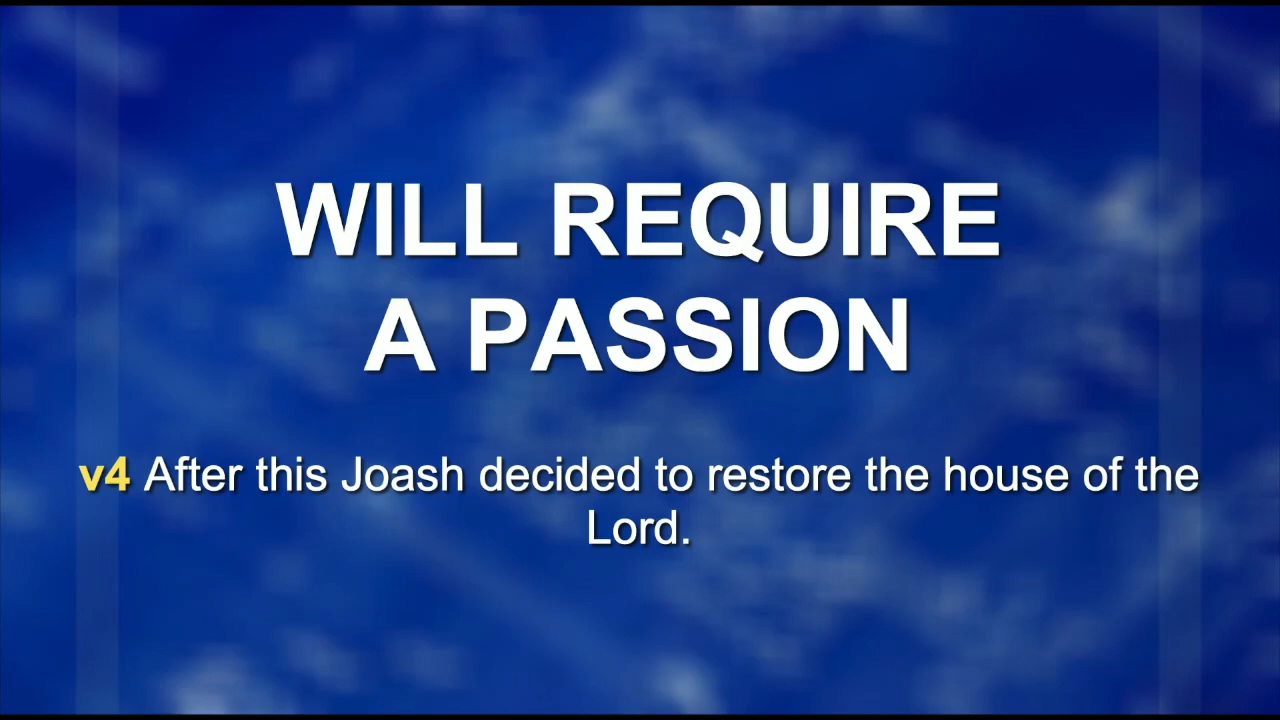 WILL REQUIRE
A PASSION
v4 After this Joash decided to restore the house of the
Lord.